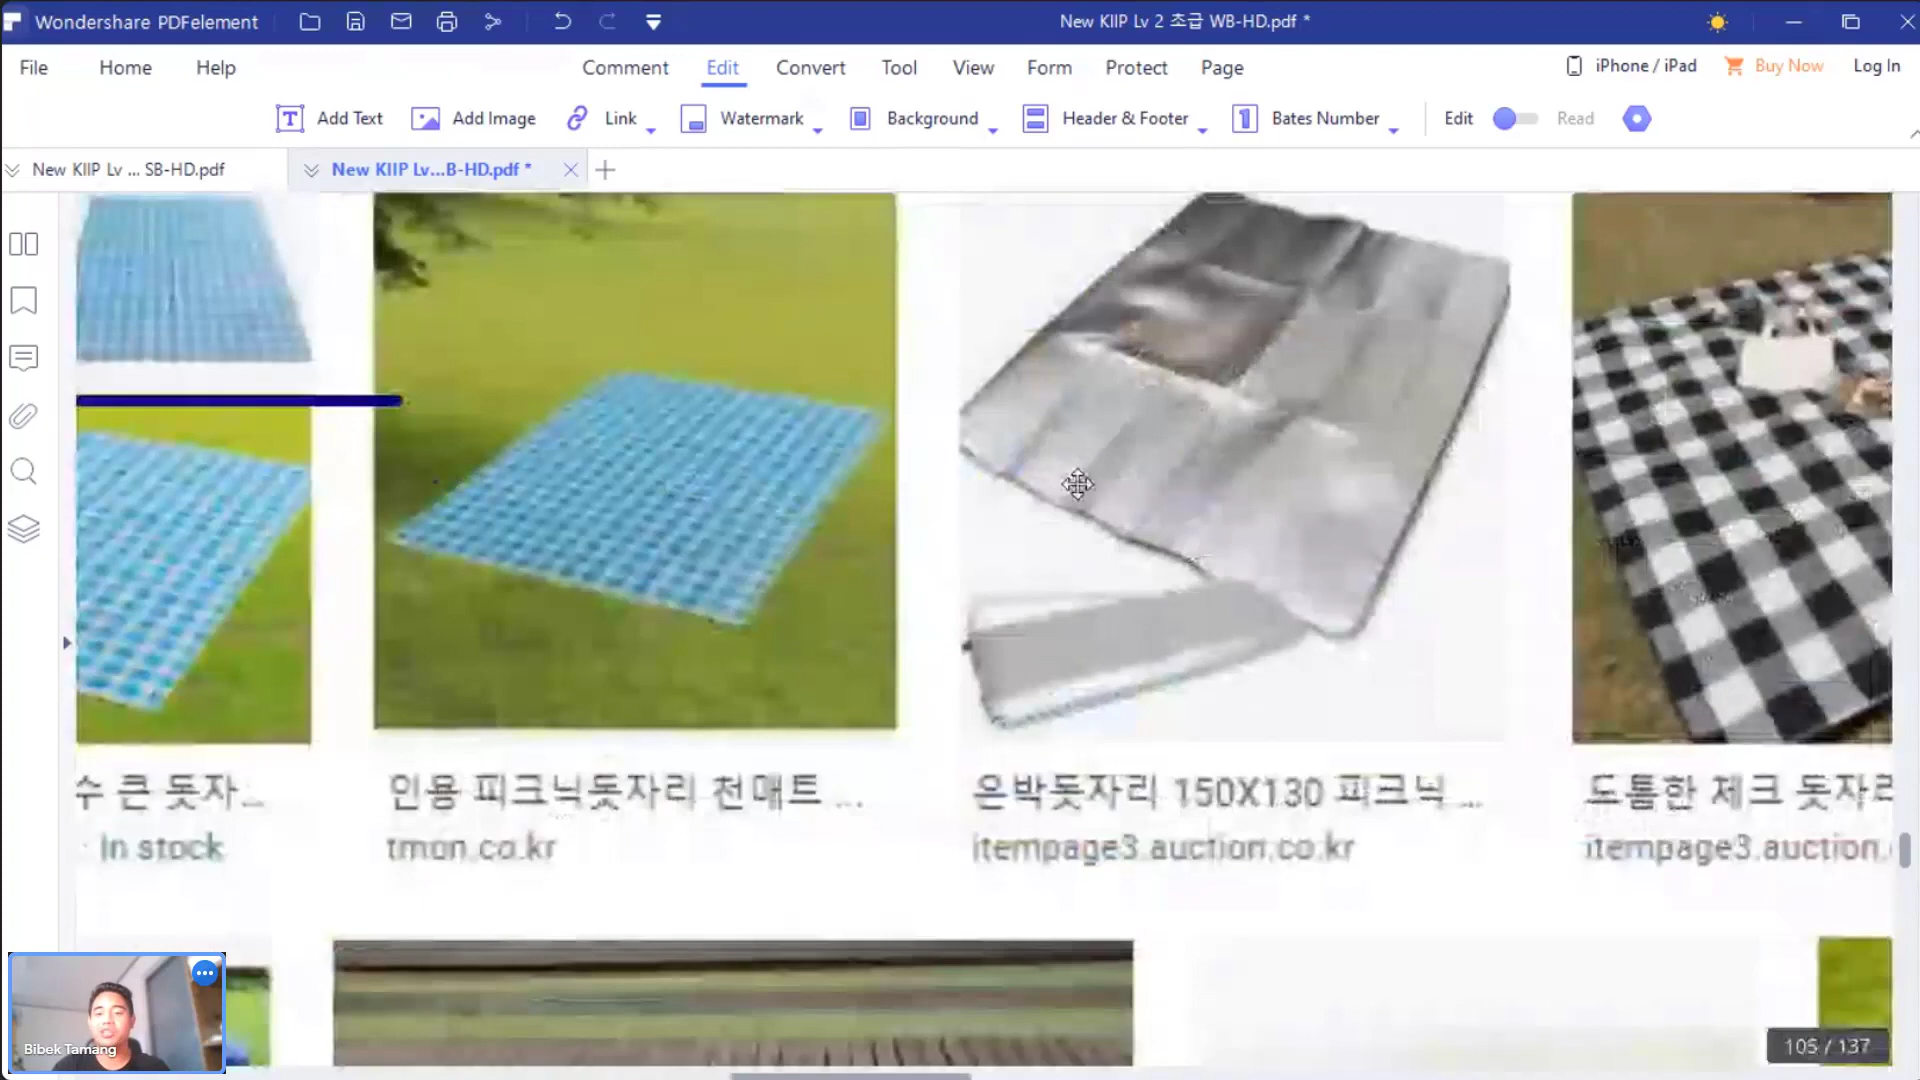 Wondershare PDFelement
New KIIP Lv 2 초급 WB-HD.pdf *
File Home Help Comment Edit Convert Tool View Form Protect Page iPhone / iPad Buy Now Log In
Add Text Add Image Link Watermark Background Header & Footer Bates Number Edit Read
New KIIP Lv ... SB-HD.pdf New KIIP Lv...B-HD.pdf *
수 큰 돗자... 인용 피크닉돗자리 천매트 ... 은박돗자리 150X130 피크닉 ... 도톰한 체크 돗자리
In stock tmon.co.kr itempage3.auction.co.kr itempage3.auction.
Bibek Tamang
105 / 137